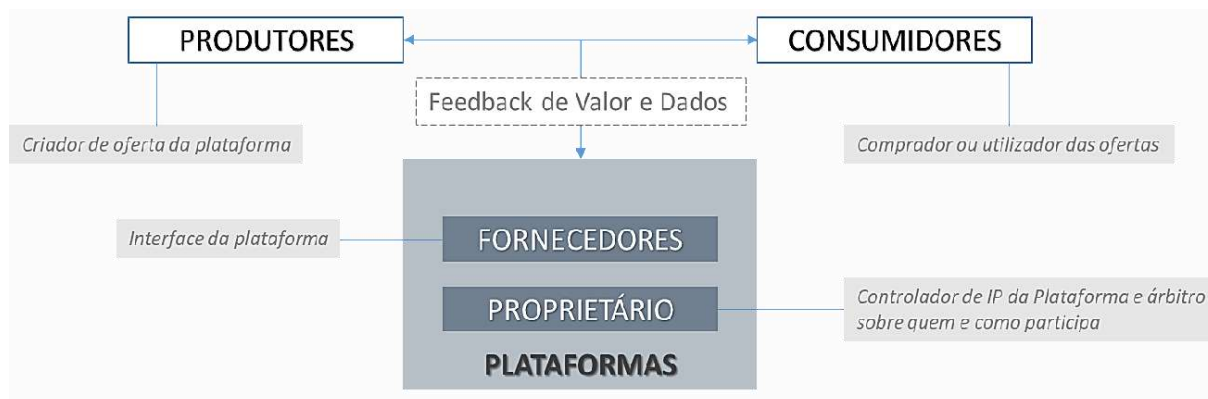 PRODUTORES
CONSUMIDORES
Feedback de Valor e Dados
Criador de oferta da plataforma
Comprador ou utilizador das ofertas
Interface da plataforma
FORNECEDORES
PROPRIETÁRIO
Controlador de IP da Plataforma e árbitro
sobre quem e como participa
PLATAFORMAS